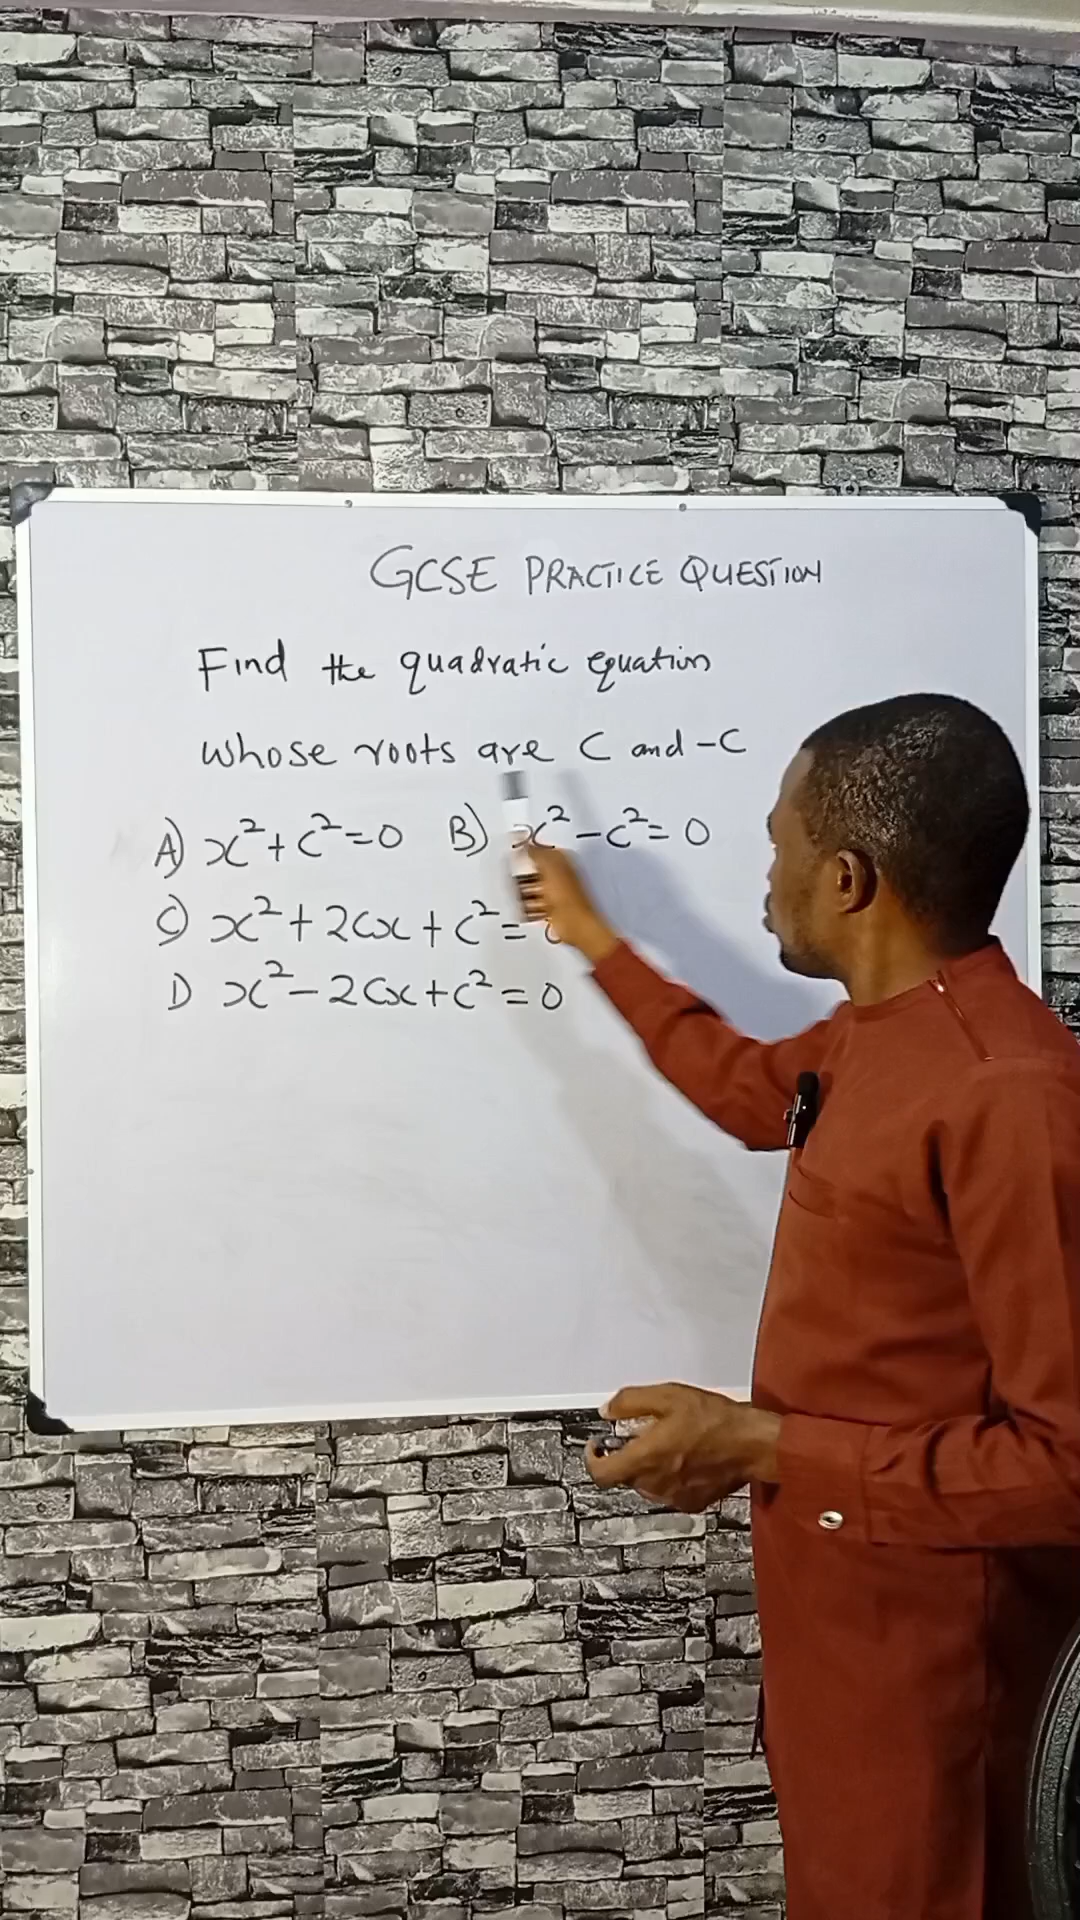 GCSE PRACTICE QUESTION
Find the quadratic equation
whose roots are C and -C
A) x²+c²=0 B) x²-c²=0
C) x²+2cx+c²=0
D x²-2cx+c²=0